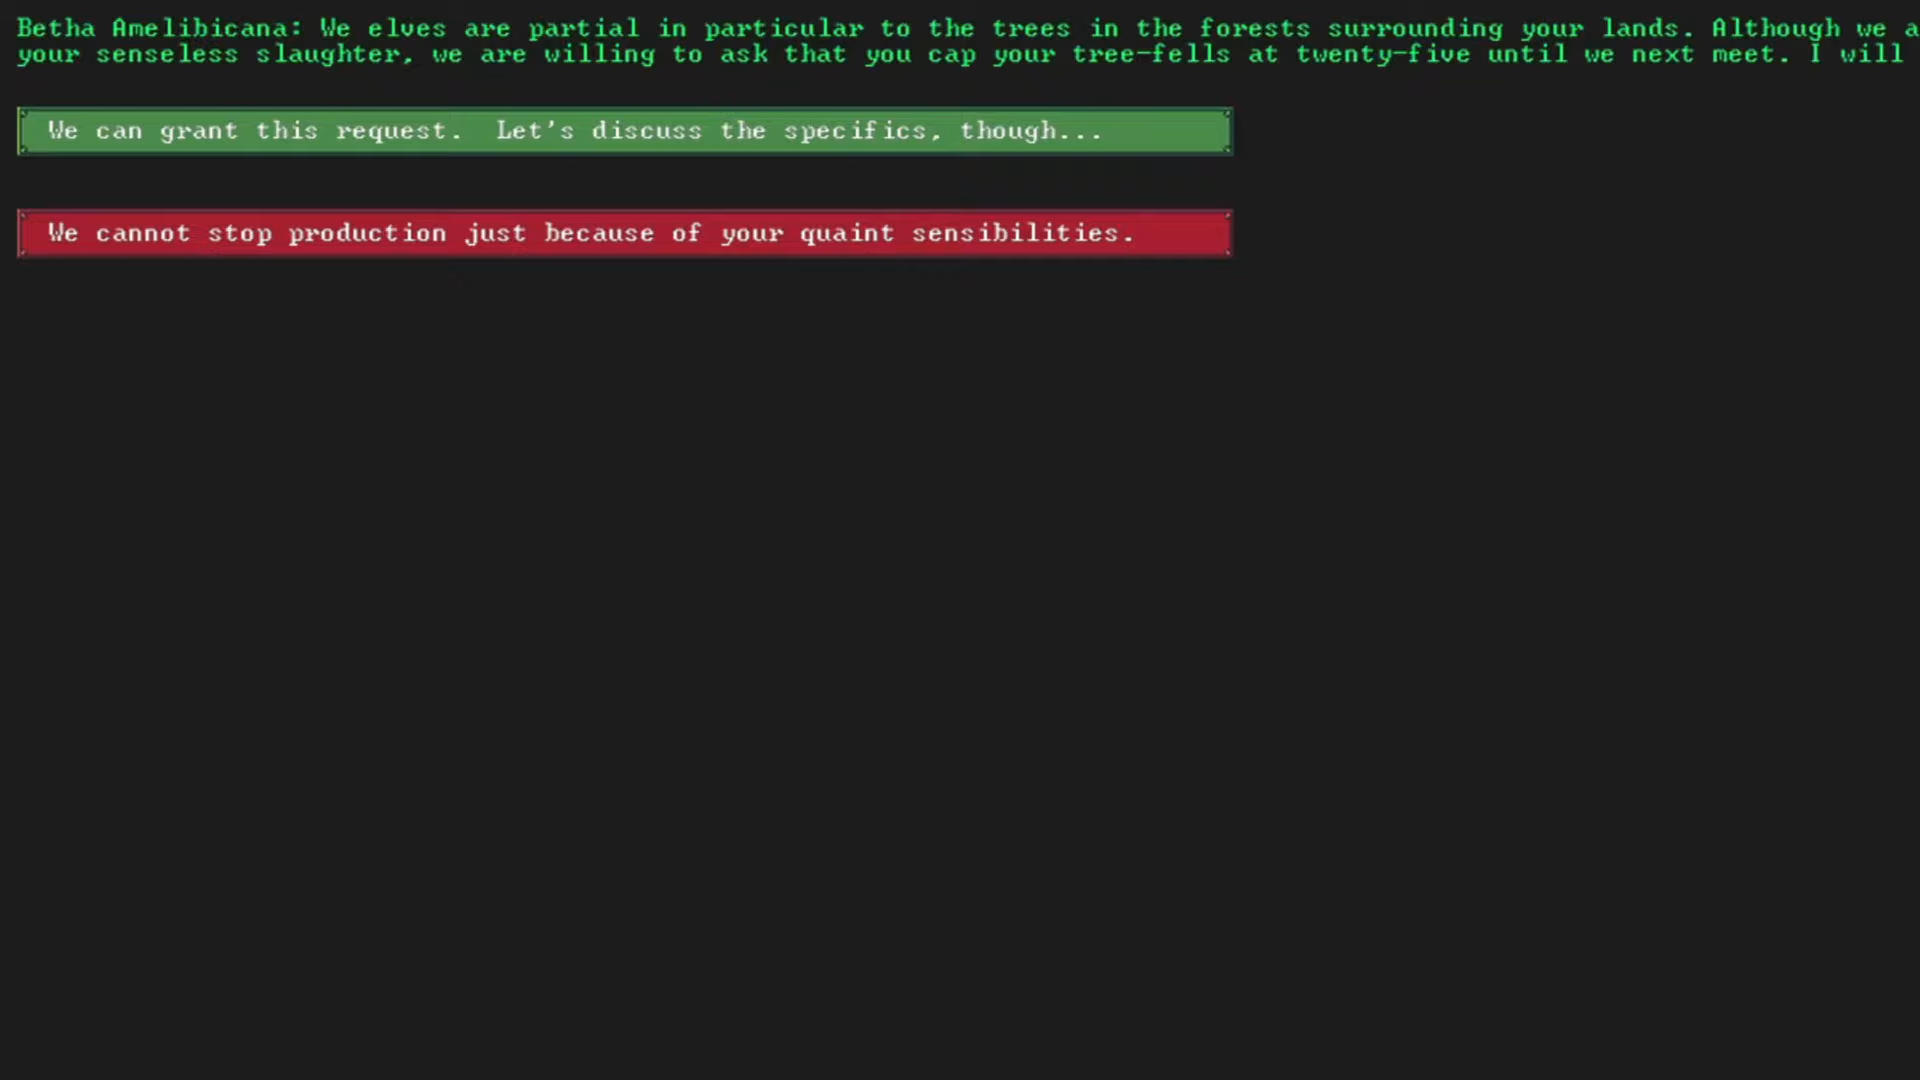 Betha Amelibicana: We elves are partial in particular to the trees in the forests surrounding your lands. Although we a
your senseless slaughter, we are willing to ask that you cap your tree-fells at twenty-five until we next meet. I will
We can grant this request.  Let's discuss the specifics, though...
We cannot stop production just because of your quaint sensibilities.